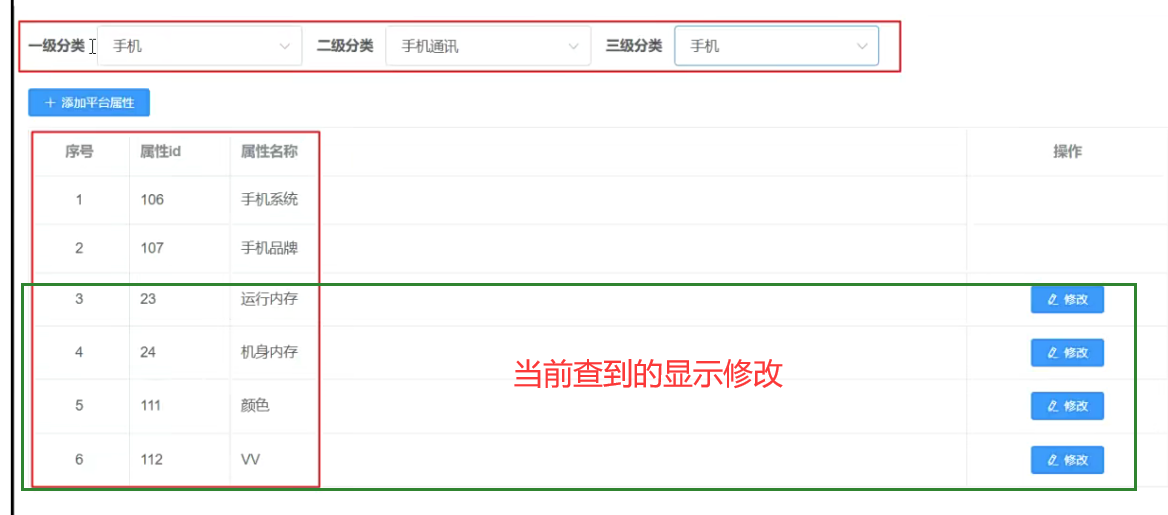 一级分类 手机 二级分类 手机通讯 三级分类 手机
+ 添加平台属性
序号 属性id 属性名称 操作
1 106 手机系统
2 107 手机品牌
3 23 运行内存 修改
4 24 机身内存 修改
当前查到的显示修改
5 111 颜色 修改
6 112 VV 修改